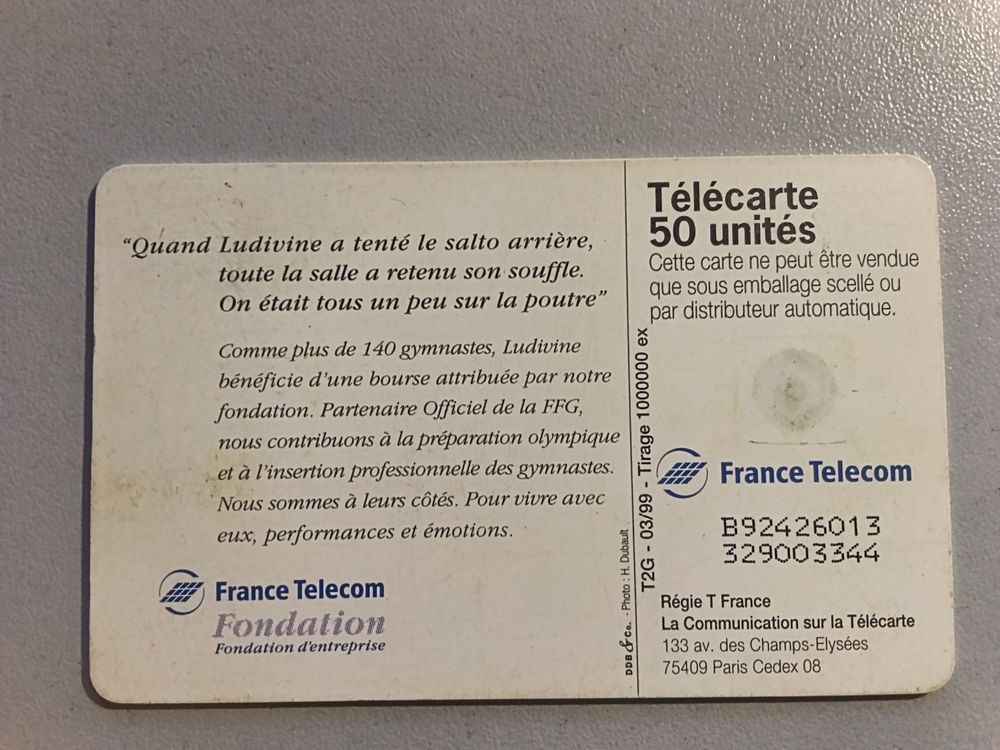 “Quand Ludivine a tenté le salto arrière,
toute la salle a retenu son souffle.
On était tous un peu sur la poutre”
Comme plus de 140 gymnastes, Ludivine
bénéficie d’une bourse attribuée par notre
fondation. Partenaire Officiel de la FFG,
nous contribuons à la préparation olympique
et à l’insertion professionnelle des gymnastes.
Nous sommes à leurs côtés. Pour vivre avec
eux, performances et émotions.
France Telecom
Fondation
Fondation d’entreprise
DDB & Co. - Photo : H. Dubault
T2G - 03/99 - Tirage 1000000 ex
Télécarte
50 unités
Cette carte ne peut être vendue
que sous emballage scellé ou
par distributeur automatique.
France Telecom
B92426013
329003344
Régie T France
La Communication sur la Télécarte
133 av. des Champs-Elysées
75409 Paris Cedex 08